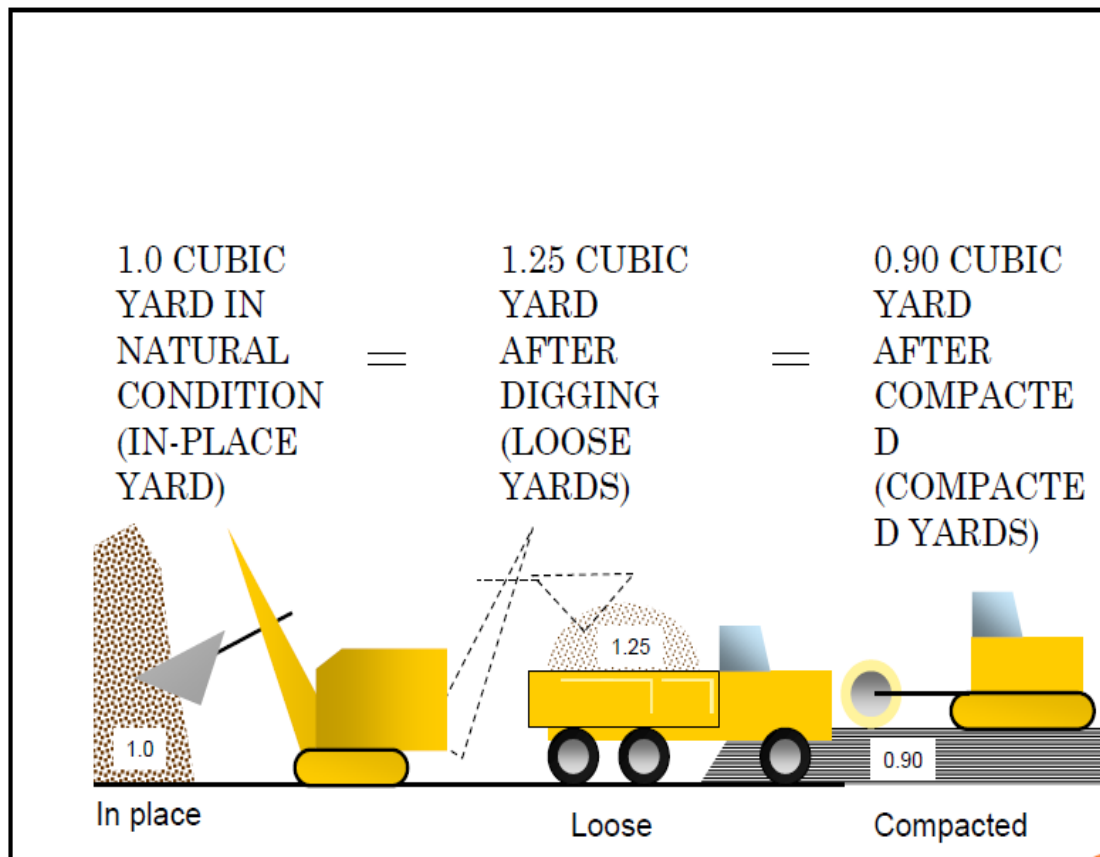 1.0 CUBIC
YARD IN
NATURAL
CONDITION
(IN-PLACE
YARD)
=
1.25 CUBIC
YARD
AFTER
DIGGING
(LOOSE
YARDS)
=
0.90 CUBIC
YARD
AFTER
COMPACTE
D
(COMPACTE
D YARDS)
1.0
1.25
0.90
In place
Loose
Compacted